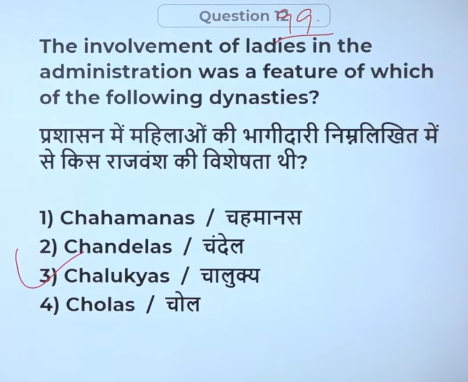 Question 12
99.
The involvement of ladies in the
administration was a feature of which
of the following dynasties?
प्रशासन में महिलाओं की भागीदारी निम्नलिखित में
से किस राजवंश की विशेषता थी?
1) Chahamanas / चहमानस
2) Chandelas / चंदेल
3) Chalukyas / चालुक्य
4) Cholas / चोल